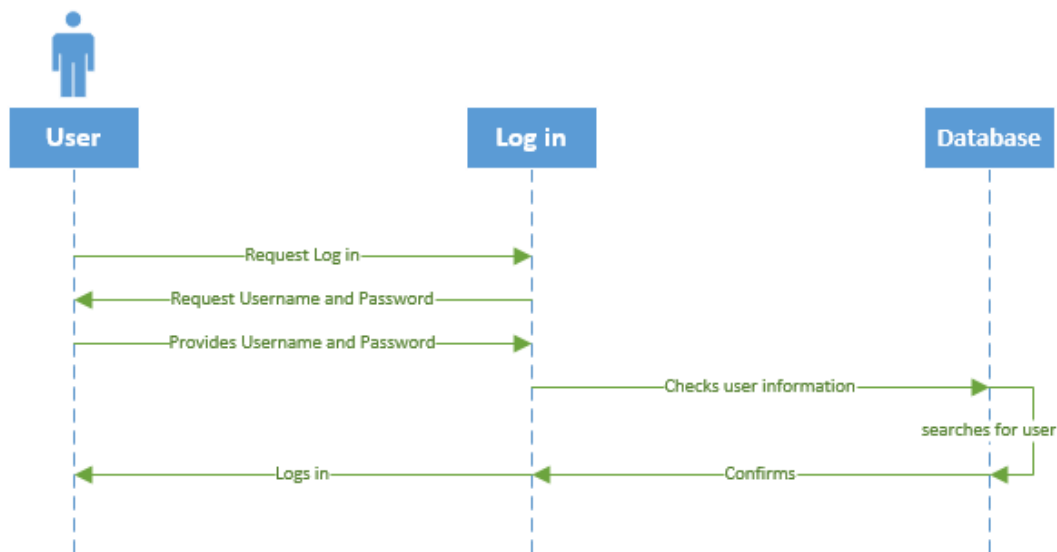 User
Log in
Database
Request Log in
Request Username and Password
Provides Username and Password
Checks user information
searches for user
Logs in
Confirms